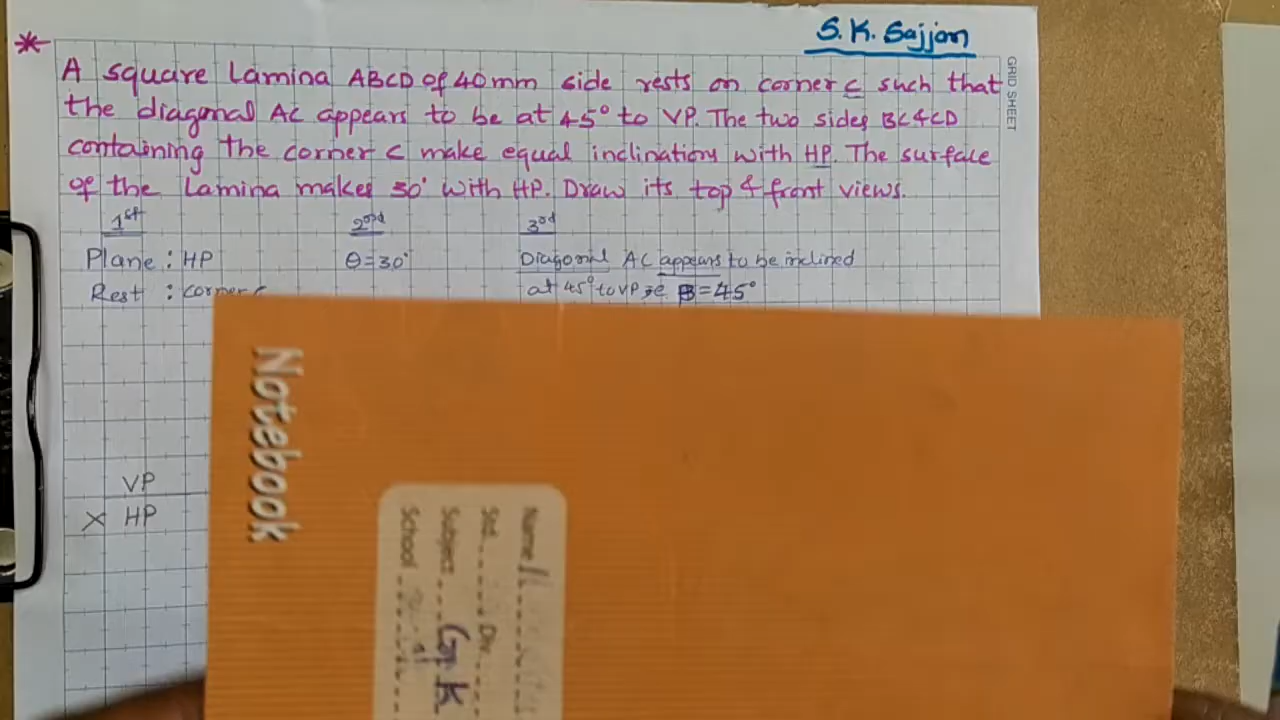 S. K. Sajjan
GRID SHEET
* A square Lamina ABCD of 40mm side rests on corner C such that
the diagonal AC appears to be at 45° to VP. The two sides BC & CD
containing the corner C make equal inclination with HP. The surface
of the Lamina makes 30° with HP. Draw its top & front views.
1st 2nd 3rd
Plane : HP θ=30° Diagonal AC appears to be inclined
Rest : corner C at 45° to VP ie β=45°
VP
X HP
Notebook
Name
Std. Div.
Subject G K
School